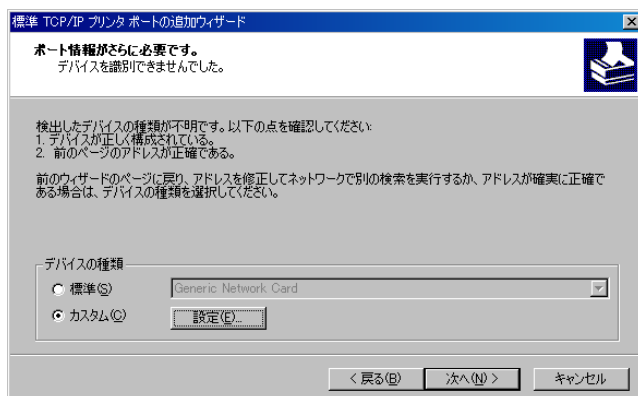 標準 TCP/IP プリンタ ポートの追加ウィザード
ポート情報がさらに必要です。
デバイスを識別できませんでした。
検出したデバイスの種類が不明です。以下の点を確認してください:
1. デバイスが正しく構成されている。
2. 前のページのアドレスが正確である。
前のウィザードのページに戻り、アドレスを修正してネットワークで別の検索を実行するか、アドレスが確実に正確で
ある場合は、デバイスの種類を選択してください。
デバイスの種類
標準(S)
Generic Network Card
カスタム(C)
設定(E)...
< 戻る(B)
次へ(N) >
キャンセル